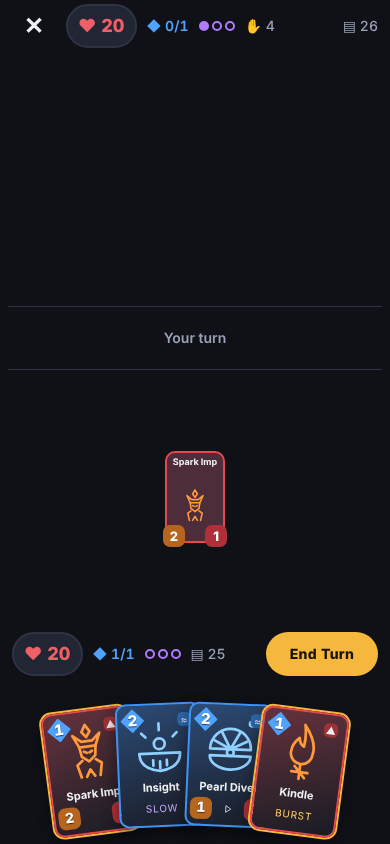 20 0/1 4 26
Your turn
Spark Imp
2 1
20 1/1 25 End Turn
1 2 2 1
Spark Imp Insight Pearl Dive Kindle
2 SLOW 1 BURST